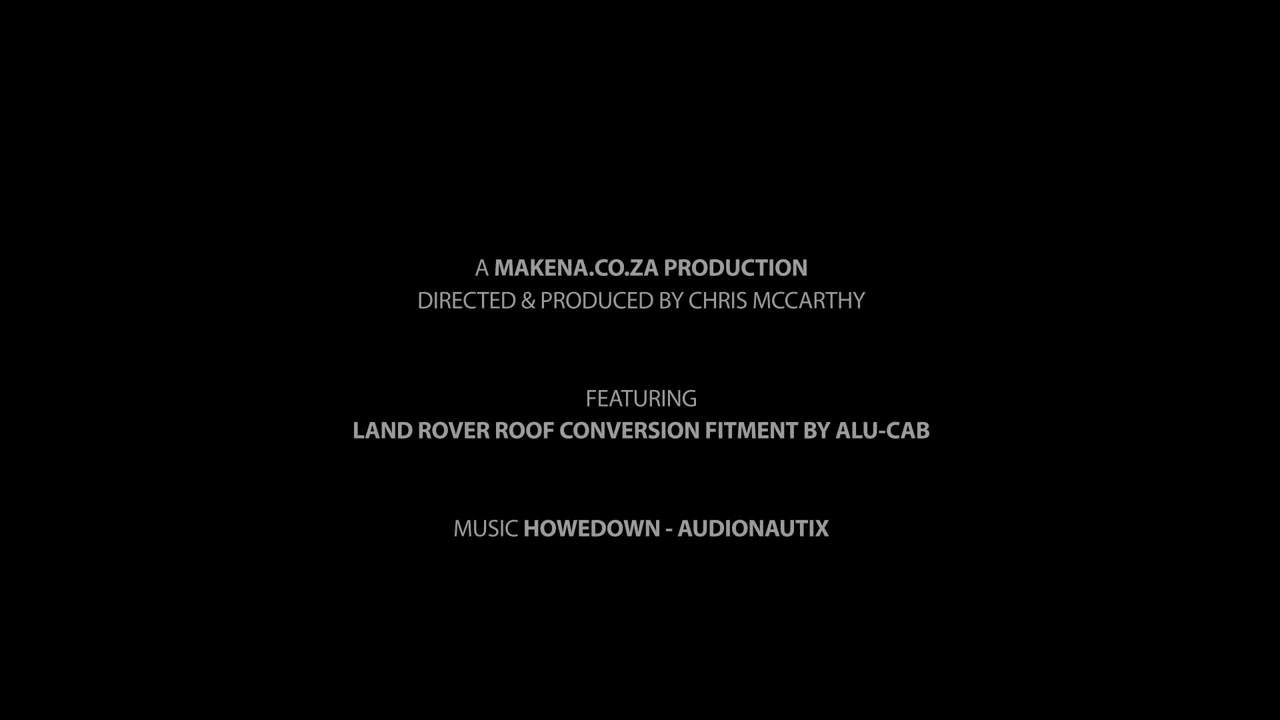 A MAKENA.CO.ZA PRODUCTION
DIRECTED & PRODUCED BY CHRIS MCCARTHY
FEATURING
LAND ROVER ROOF CONVERSION FITMENT BY ALU-CAB
MUSIC HOWEDOWN - AUDIONAUTIX